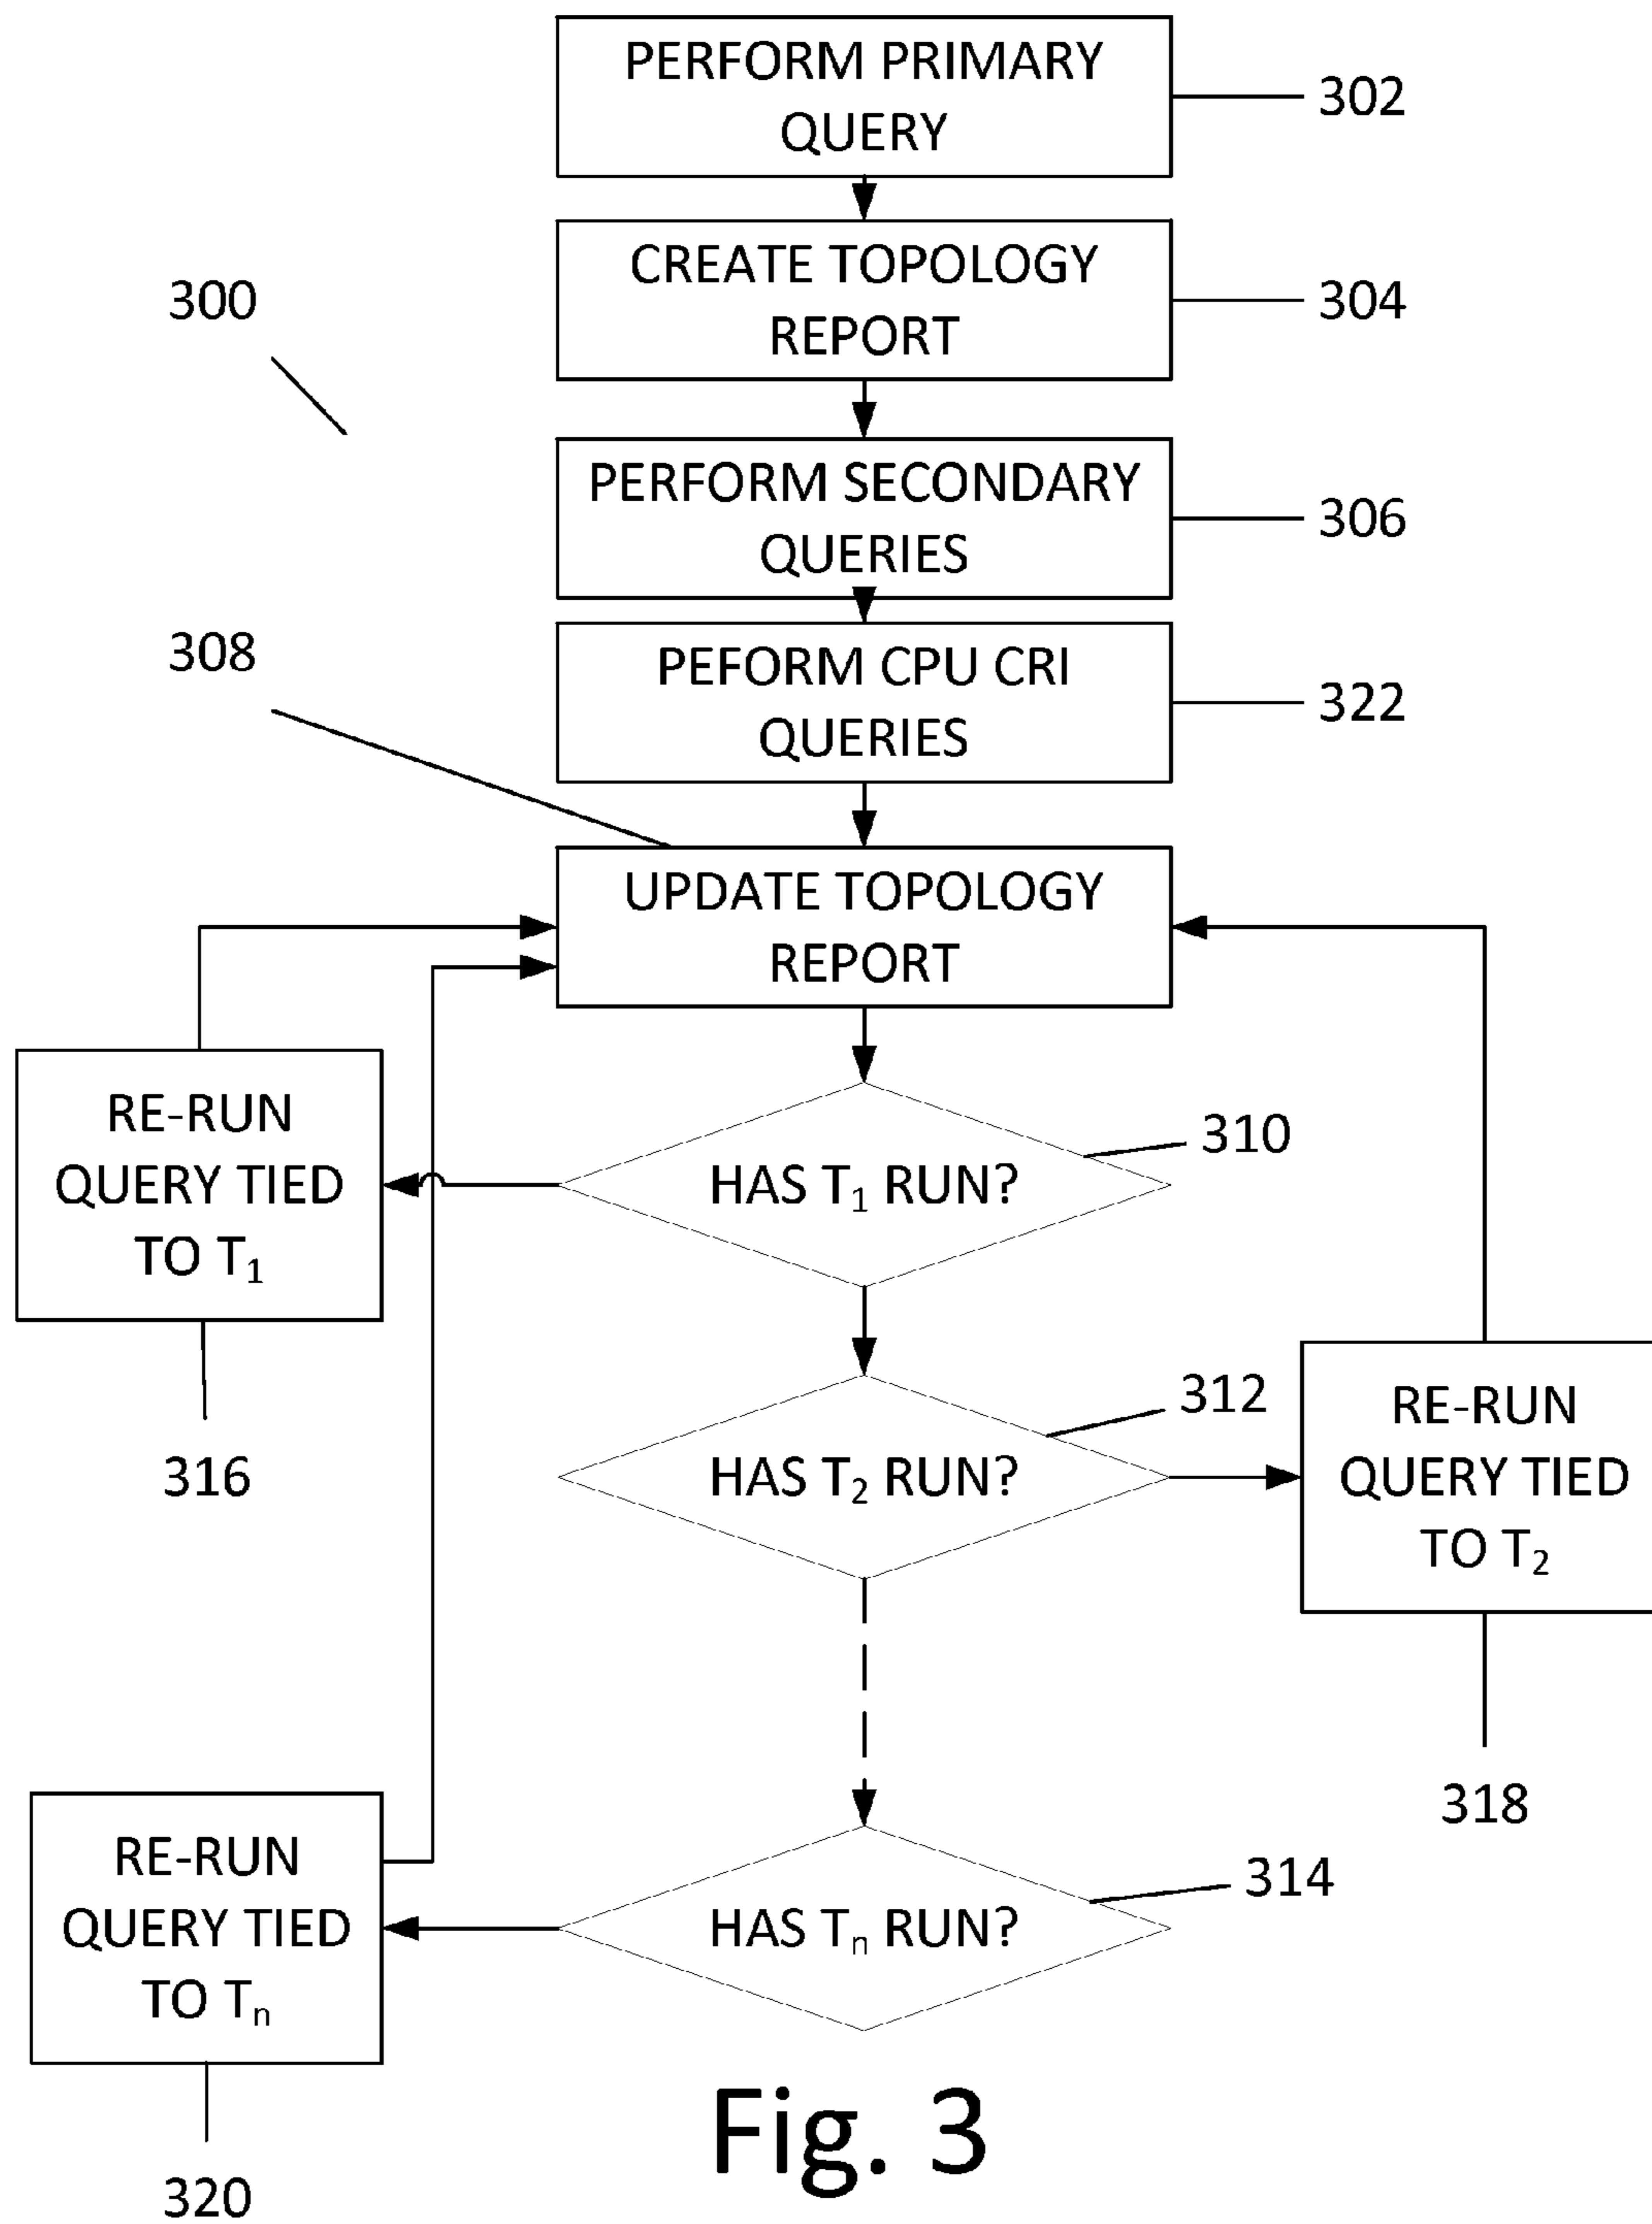 PERFORM PRIMARY
QUERY
302
CREATE TOPOLOGY
REPORT
304
300
PERFORM SECONDARY
QUERIES
306
308
PEFORM CPU CRI
QUERIES
322
UPDATE TOPOLOGY
REPORT
RE-RUN
QUERY TIED
TO T₁
316
HAS T₁ RUN?
310
HAS T₂ RUN?
312
RE-RUN
QUERY TIED
TO T₂
318
RE-RUN
QUERY TIED
TO Tₙ
320
HAS Tₙ RUN?
314
Fig. 3